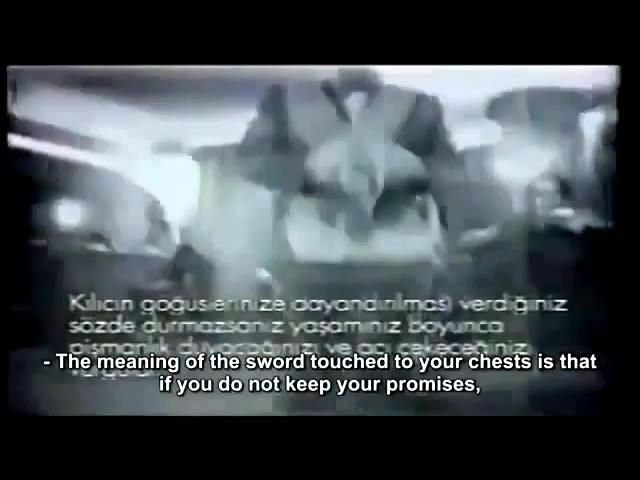 Kılıcın göğüslerinize dayandırılması verdiğiniz
sözde durmazsanız yaşamınız boyunca
pişmanlık duyacağınızı ve acı çekeceğinizi
- The meaning of the sword touched to your chests is that
if you do not keep your promises,